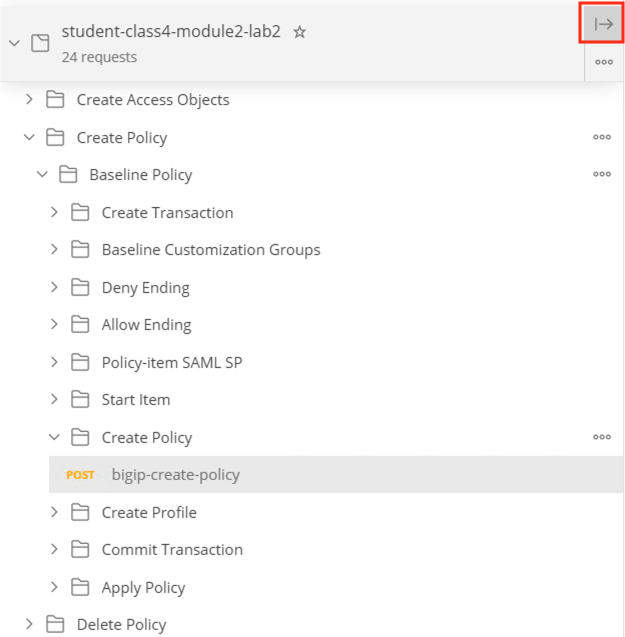 student-class4-module2-lab2
24 requests
Create Access Objects
Create Policy
Baseline Policy
Create Transaction
Baseline Customization Groups
Deny Ending
Allow Ending
Policy-item SAML SP
Start Item
Create Policy
POST bigip-create-policy
Create Profile
Commit Transaction
Apply Policy
Delete Policy